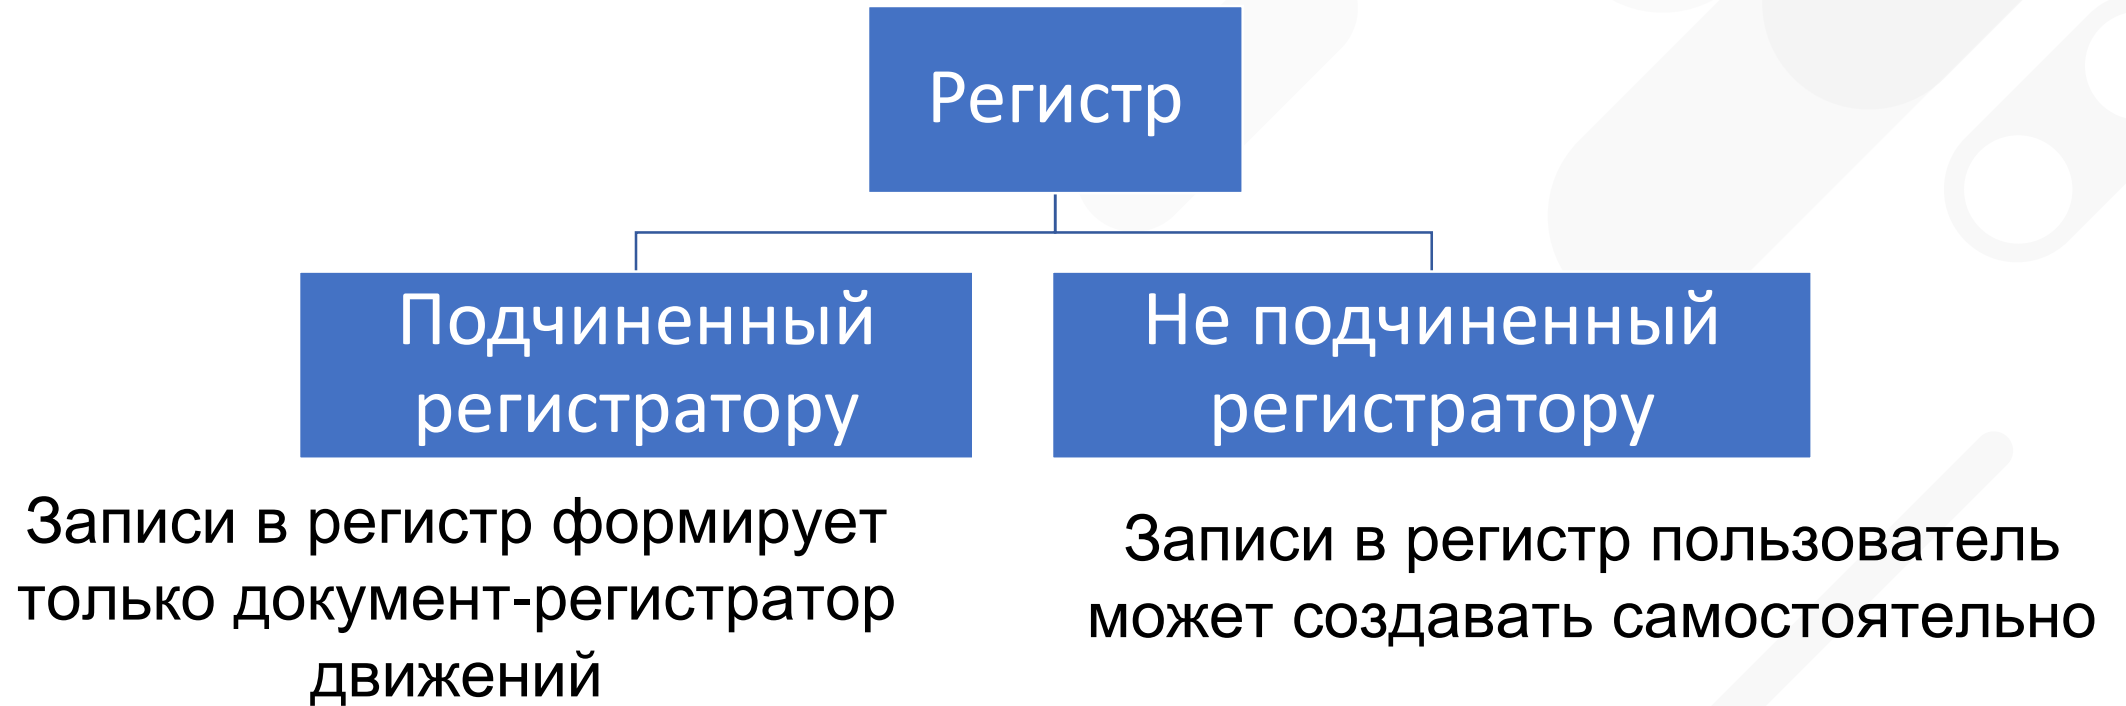 Регистр
Подчиненный
регистратору
Не подчиненный
регистратору
Записи в регистр формирует
только документ-регистратор
движений
Записи в регистр пользователь
может создавать самостоятельно